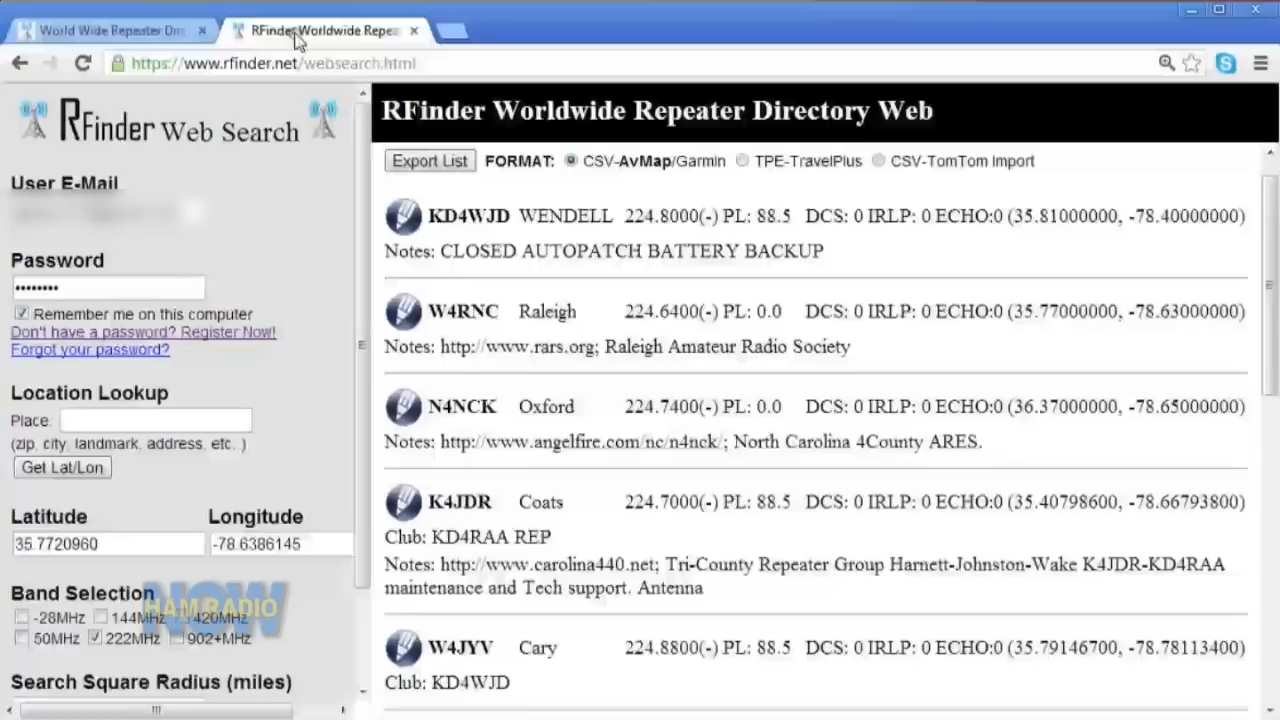 World Wide Repeater Dire
RFinder Worldwide Repea
https://www.rfinder.net/websearch.html
RFinder Web Search
User E-Mail
Password
••••••••
Remember me on this computer
Don't have a password? Register Now!
Forgot your password?
Location Lookup
Place:
(zip, city, landmark, address, etc. )
Get Lat/Lon
Latitude Longitude
35.7720960 -78.6386145
Band Selection
-28MHz 144MHz 420MHz
50MHz 222MHz 902+MHz
HAM RADIO
NOW
Search Square Radius (miles)
RFinder Worldwide Repeater Directory Web
Export List FORMAT: CSV-AvMap/Garmin TPE-TravelPlus CSV-TomTom Import
KD4WJD WENDELL 224.8000(-) PL: 88.5 DCS: 0 IRLP: 0 ECHO:0 (35.81000000, -78.40000000)
Notes: CLOSED AUTOPATCH BATTERY BACKUP
W4RNC Raleigh 224.6400(-) PL: 0.0 DCS: 0 IRLP: 0 ECHO:0 (35.77000000, -78.63000000)
Notes: http://www.rars.org; Raleigh Amateur Radio Society
N4NCK Oxford 224.7400(-) PL: 0.0 DCS: 0 IRLP: 0 ECHO:0 (36.37000000, -78.65000000)
Notes: http://www.angelfire.com/nc/n4nck/; North Carolina 4County ARES.
K4JDR Coats 224.7000(-) PL: 88.5 DCS: 0 IRLP: 0 ECHO:0 (35.40798600, -78.66793800)
Club: KD4RAA REP
Notes: http://www.carolina440.net; Tri-County Repeater Group Harnett-Johnston-Wake K4JDR-KD4RAA
maintenance and Tech support. Antenna
W4JYV Cary 224.8800(-) PL: 88.5 DCS: 0 IRLP: 0 ECHO:0 (35.79146700, -78.78113400)
Club: KD4WJD